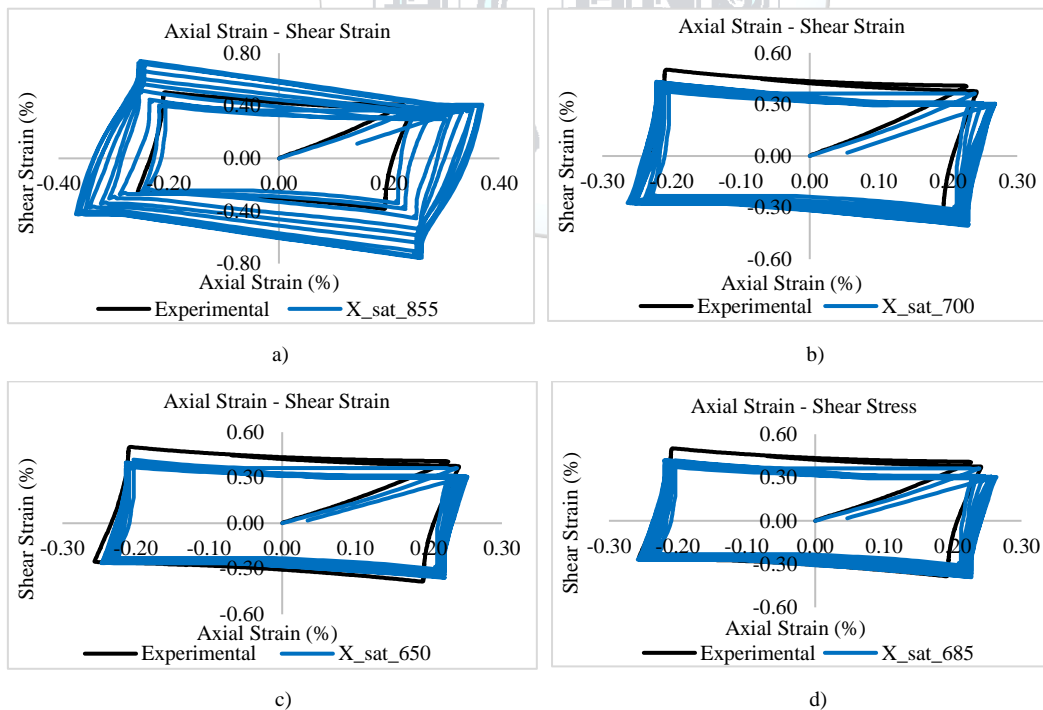 Axial Strain - Shear Strain
0.80
0.40
0.00
-0.40 -0.20 0.00 0.20 0.40
-0.40
-0.80
Shear Strain (%)
Axial Strain (%)
Experimental X_sat_855
a)
Axial Strain - Shear Strain
0.60
0.30
0.00
-0.30 -0.20 -0.10 0.00 0.10 0.20 0.30
-0.30
-0.60
Shear Strain (%)
Axial Strain (%)
Experimental X_sat_700
b)
Axial Strain - Shear Strain
0.60
0.30
0.00
-0.30 -0.20 -0.10 0.00 0.10 0.20 0.30
-0.30
-0.60
Shear Strain (%)
Axial Strain (%)
Experimental X_sat_650
c)
Axial Strain - Shear Stress
0.60
0.30
0.00
-0.30 -0.20 -0.10 0.00 0.10 0.20 0.30
-0.30
-0.60
Shear Strain (%)
Axial Strain (%)
Experimental X_sat_685
d)